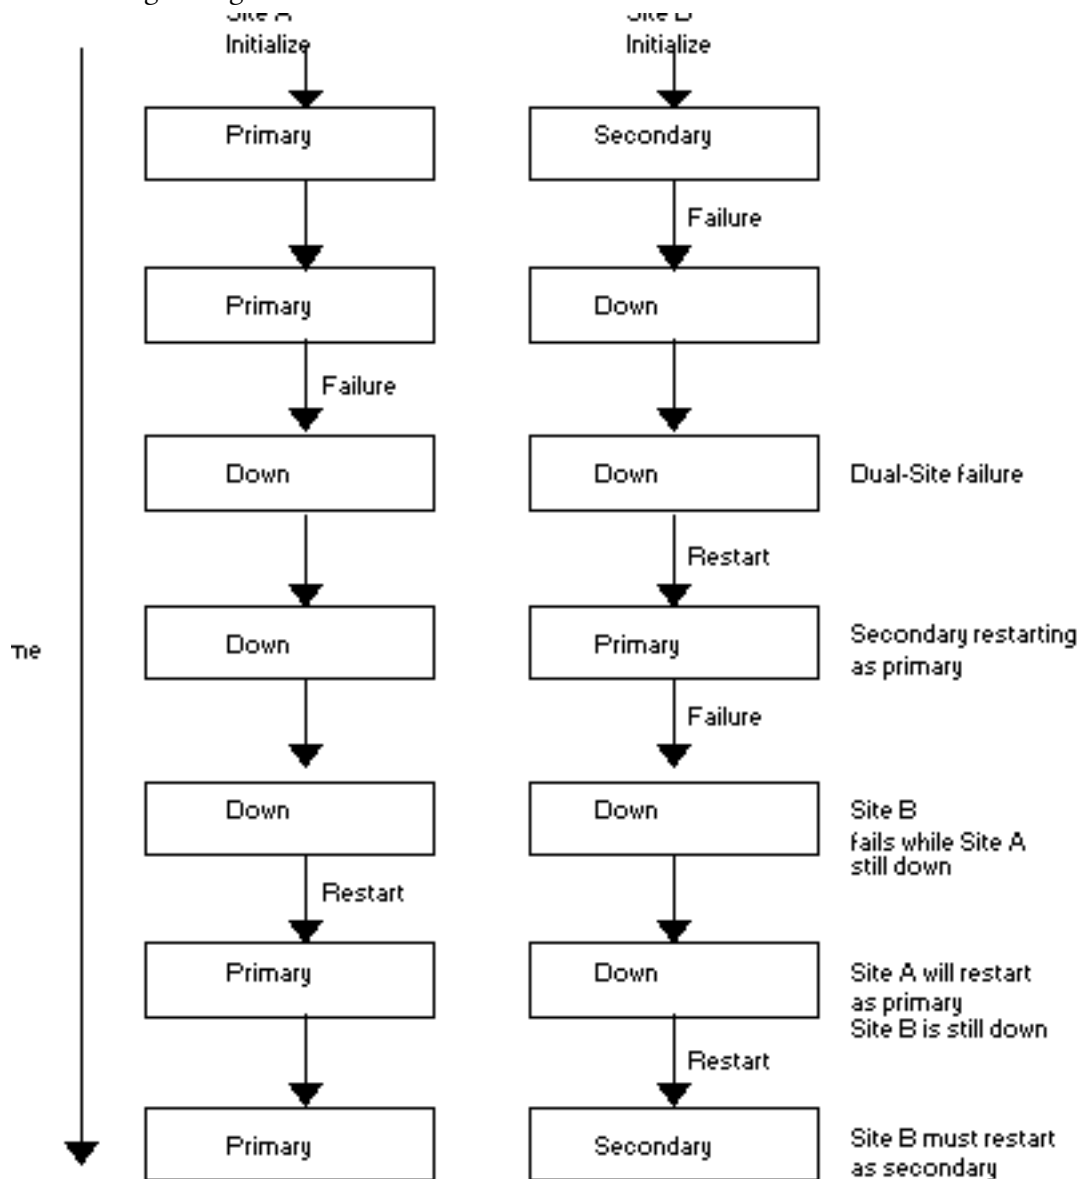 Initialize
Initialize
Primary
Secondary
Failure
Primary
Down
Failure
Down
Down
Dual-Site failure
Restart
Down
Primary
Secondary restarting
as primary
me
Failure
Down
Down
Site B
fails while Site A
still down
Restart
Primary
Down
Site A will restart
as primary
Site B is still down
Restart
Primary
Secondary
Site B must restart
as secondary